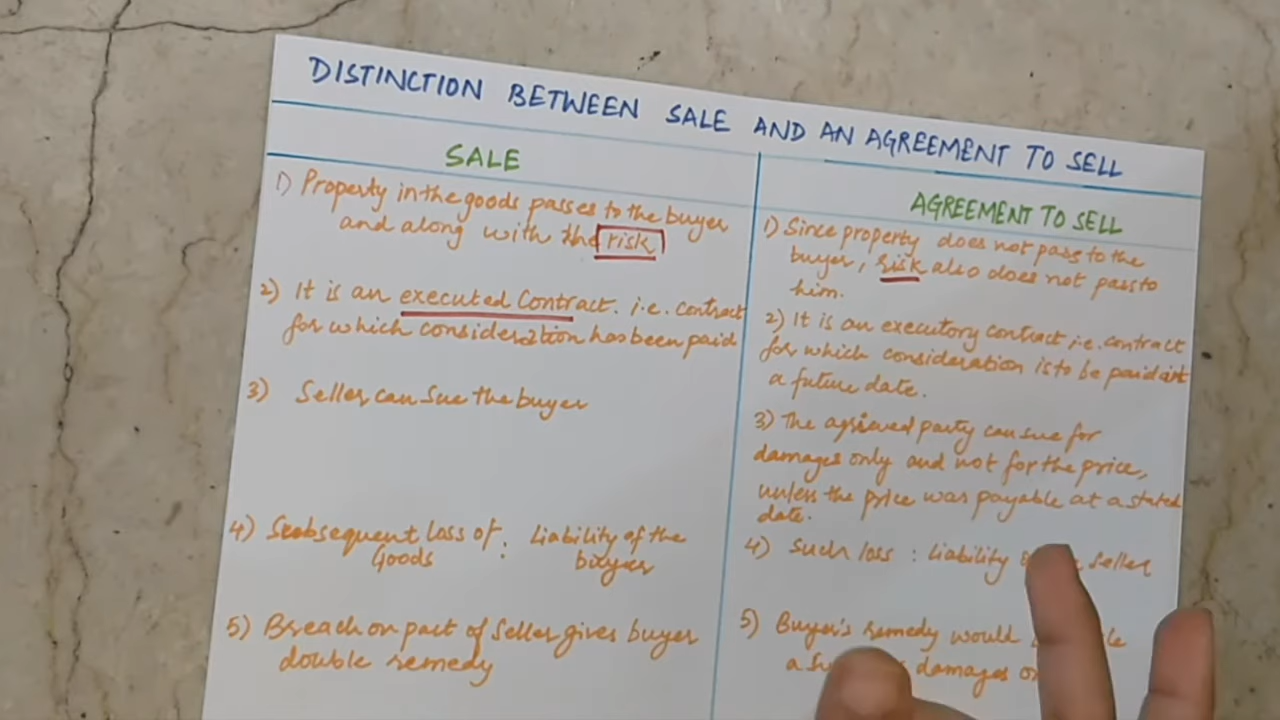 DISTINCTION BETWEEN SALE AND AN AGREEMENT TO SELL
SALE
1) Property in the goods passes to the buyer
and along with the risk
2) It is an executed Contract. i.e. contract
for which consideration has been paid
3) Seller can sue the buyer
4) Subsequent loss of : liability of the
Goods buyer
5) Breach on part of Seller gives buyer
double remedy
AGREEMENT TO SELL
1) Since property does not pass to the
buyer, risk also does not pass to
him.
2) It is an executory contract, i.e. contract
for which consideration is to be paid at
a future date.
3) The agrieved party can sue for
damages only and not for the price,
unless the price was payable at a stated
date.
4) Such loss : liability seller
5) Buyer's remedy would
a damages